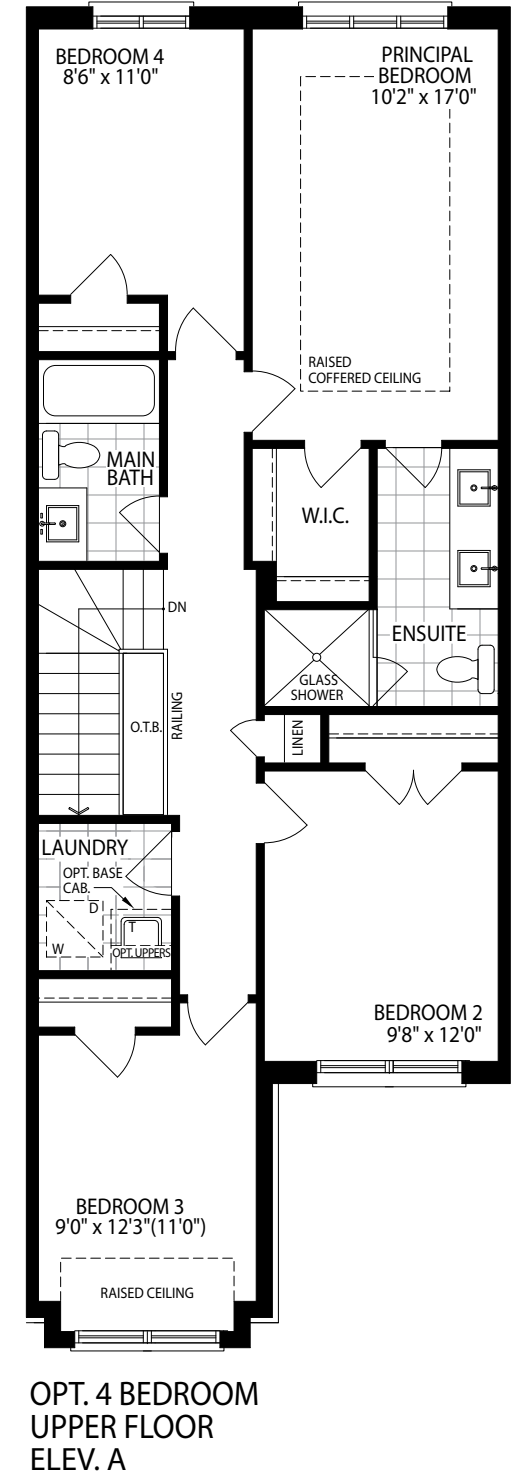 BEDROOM 4
8'6" x 11'0"
PRINCIPAL
BEDROOM
10'2" x 17'0"
RAISED
COFFERED CEILING
MAIN
BATH
W.I.C.
DN
ENSUITE
GLASS
SHOWER
O.T.B.
RAILING
LINEN
LAUNDRY
OPT. BASE
CAB.
D
W
T
OPT. UPPERS
BEDROOM 2
9'8" x 12'0"
BEDROOM 3
9'0" x 12'3"(11'0")
RAISED CEILING
OPT. 4 BEDROOM
UPPER FLOOR
ELEV. A